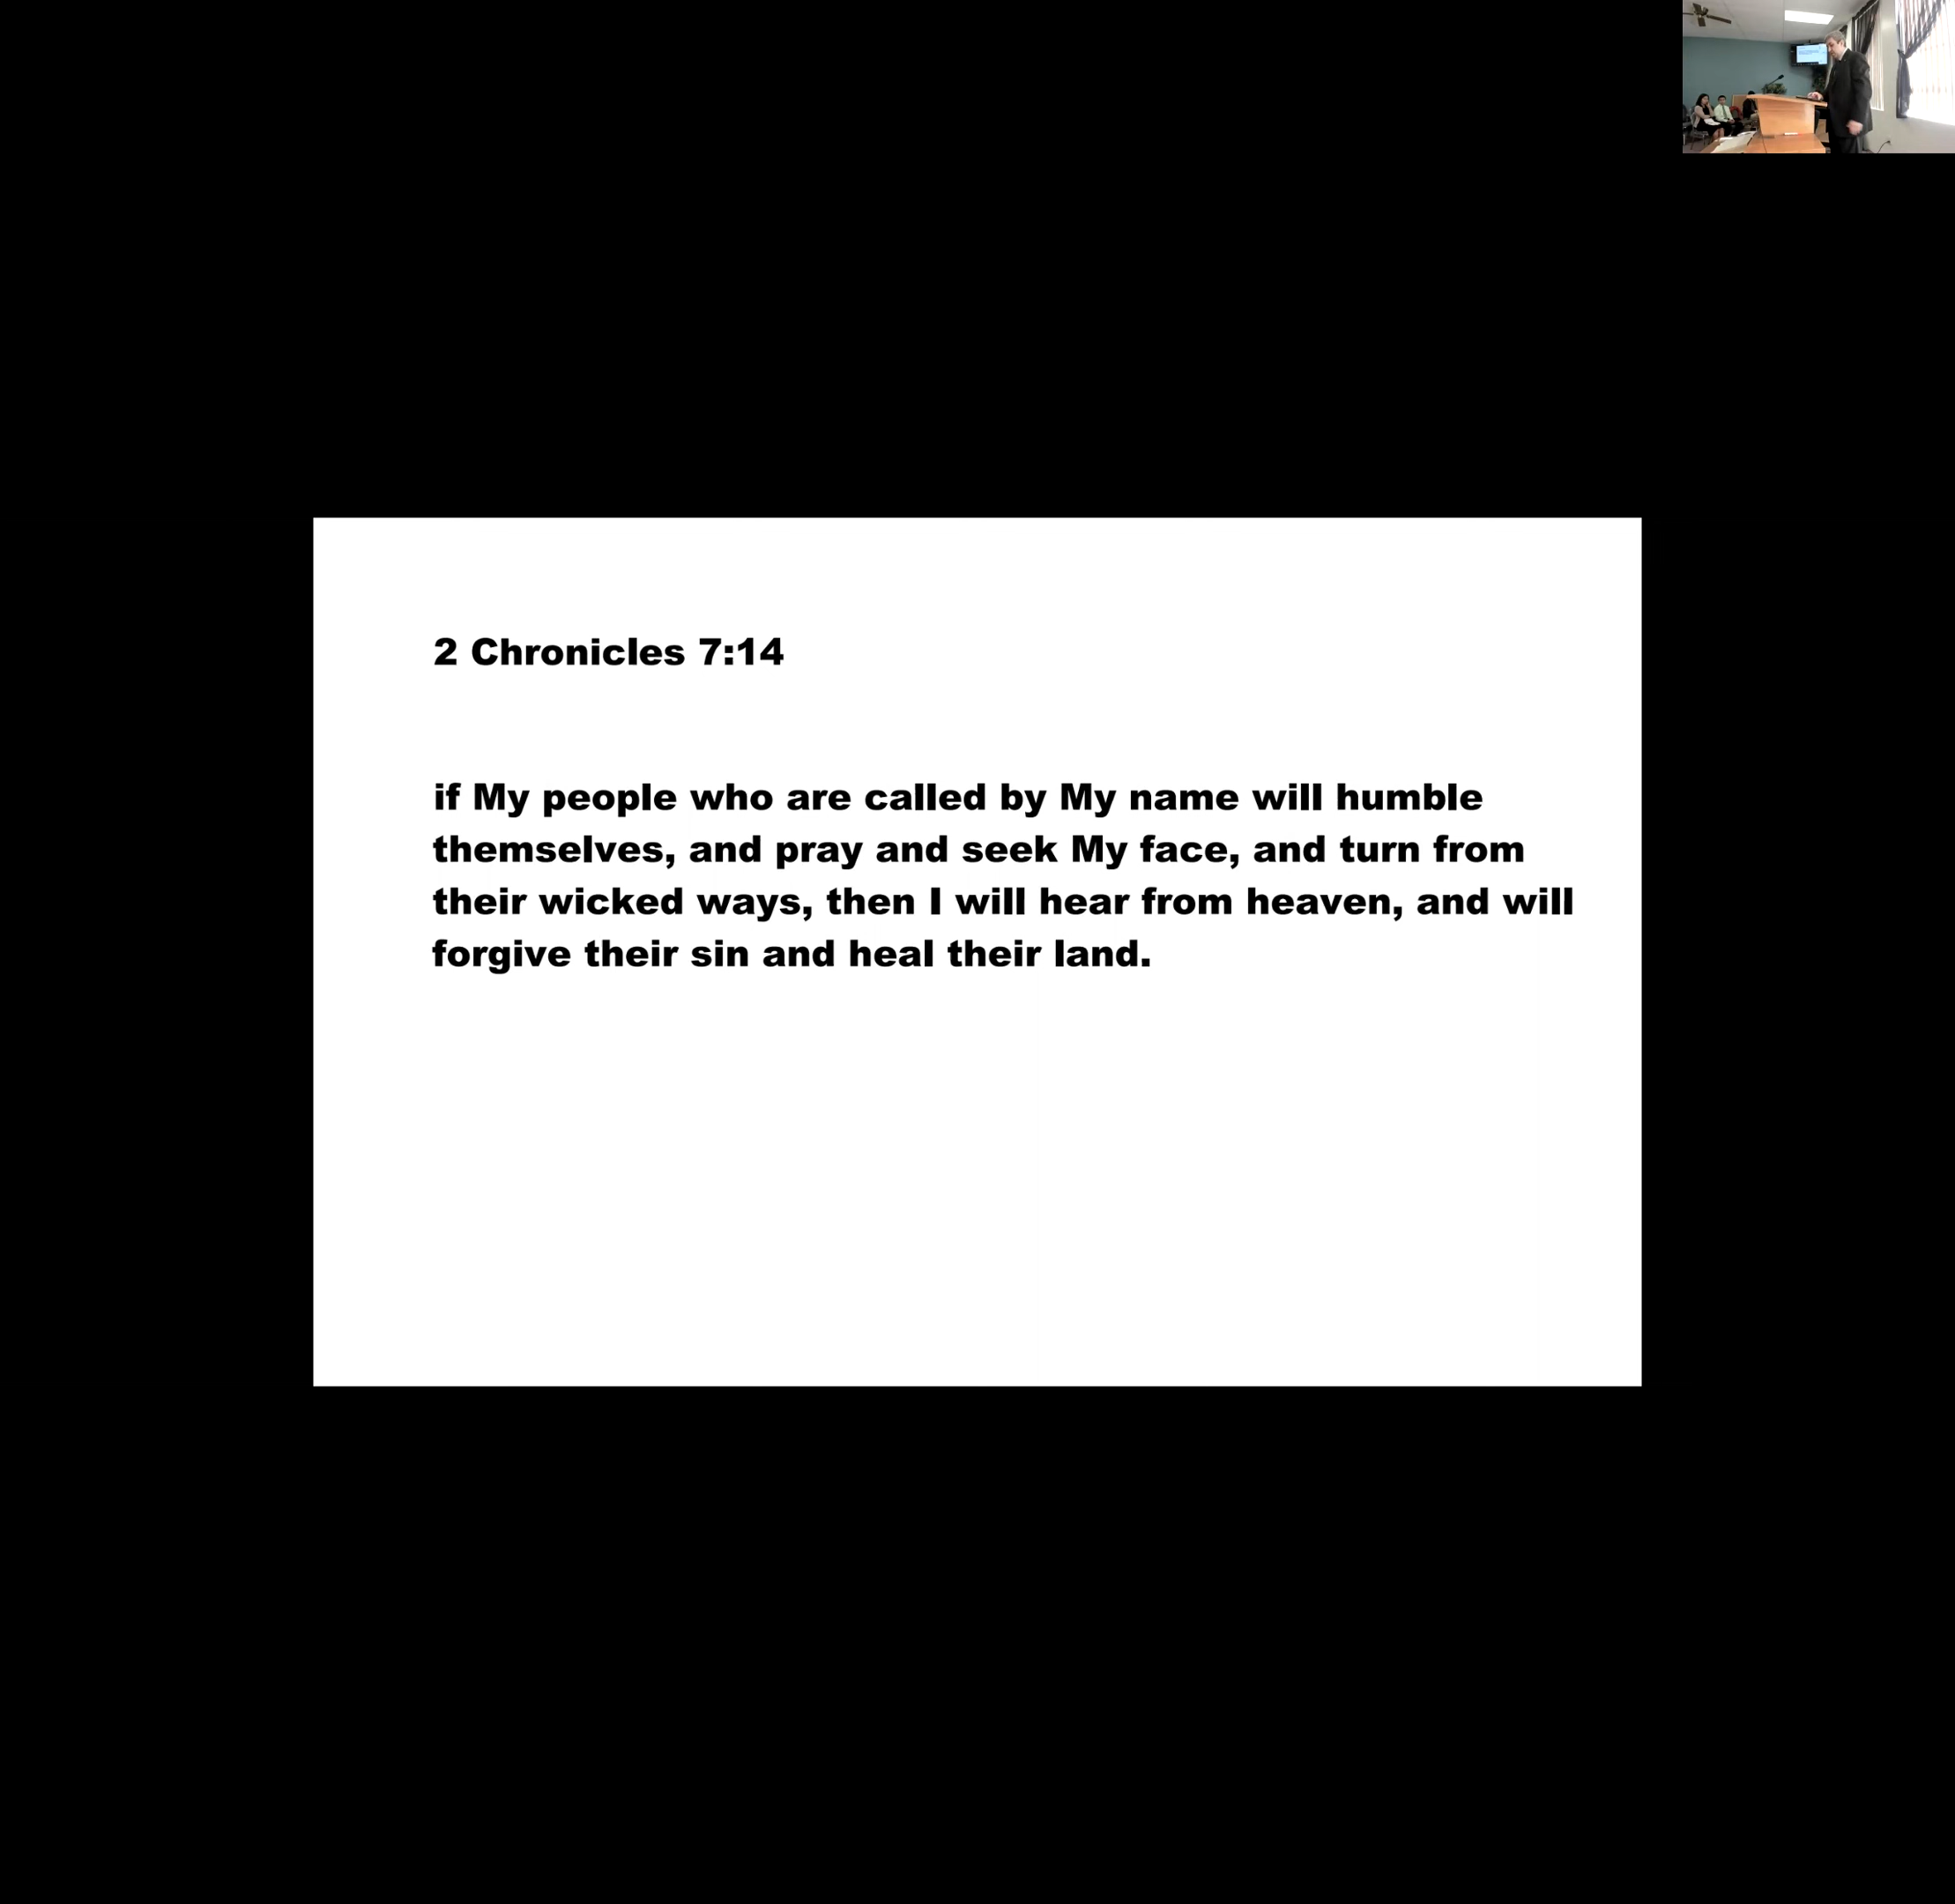 2 Chronicles 7:14
if My people who are called by My name will humble
themselves, and pray and seek My face, and turn from
their wicked ways, then I will hear from heaven, and will
forgive their sin and heal their land.